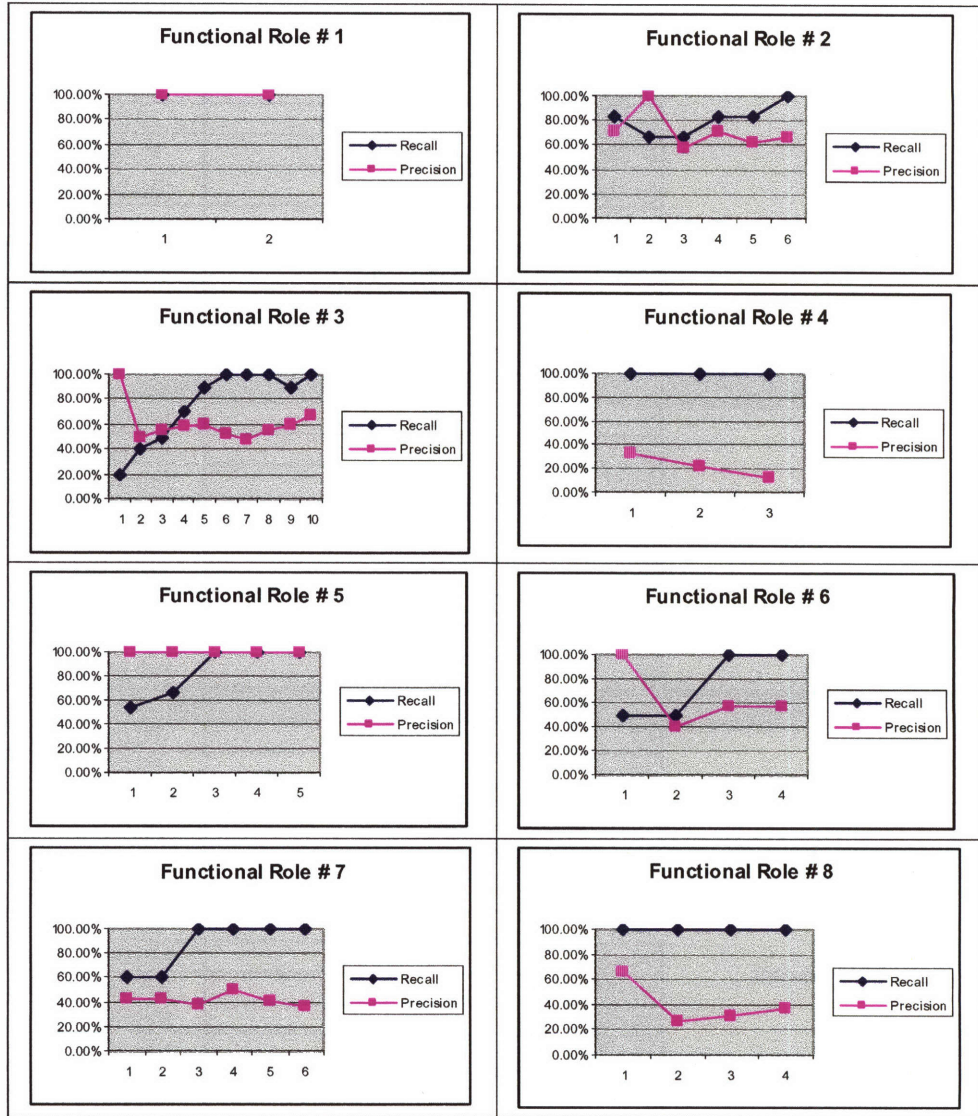 Functional Role # 1
100.00%
80.00%
60.00%
40.00%
20.00%
0.00%
1 2
Recall
Precision
Functional Role # 2
100.00%
80.00%
60.00%
40.00%
20.00%
0.00%
1 2 3 4 5 6
Recall
Precision
Functional Role # 3
100.00%
80.00%
60.00%
40.00%
20.00%
0.00%
1 2 3 4 5 6 7 8 9 10
Recall
Precision
Functional Role # 4
100.00%
80.00%
60.00%
40.00%
20.00%
0.00%
1 2 3
Recall
Precision
Functional Role # 5
100.00%
80.00%
60.00%
40.00%
20.00%
0.00%
1 2 3 4 5
Recall
Precision
Functional Role # 6
100.00%
80.00%
60.00%
40.00%
20.00%
0.00%
1 2 3 4
Recall
Precision
Functional Role # 7
100.00%
80.00%
60.00%
40.00%
20.00%
0.00%
1 2 3 4 5 6
Recall
Precision
Functional Role # 8
100.00%
80.00%
60.00%
40.00%
20.00%
0.00%
1 2 3 4
Recall
Precision